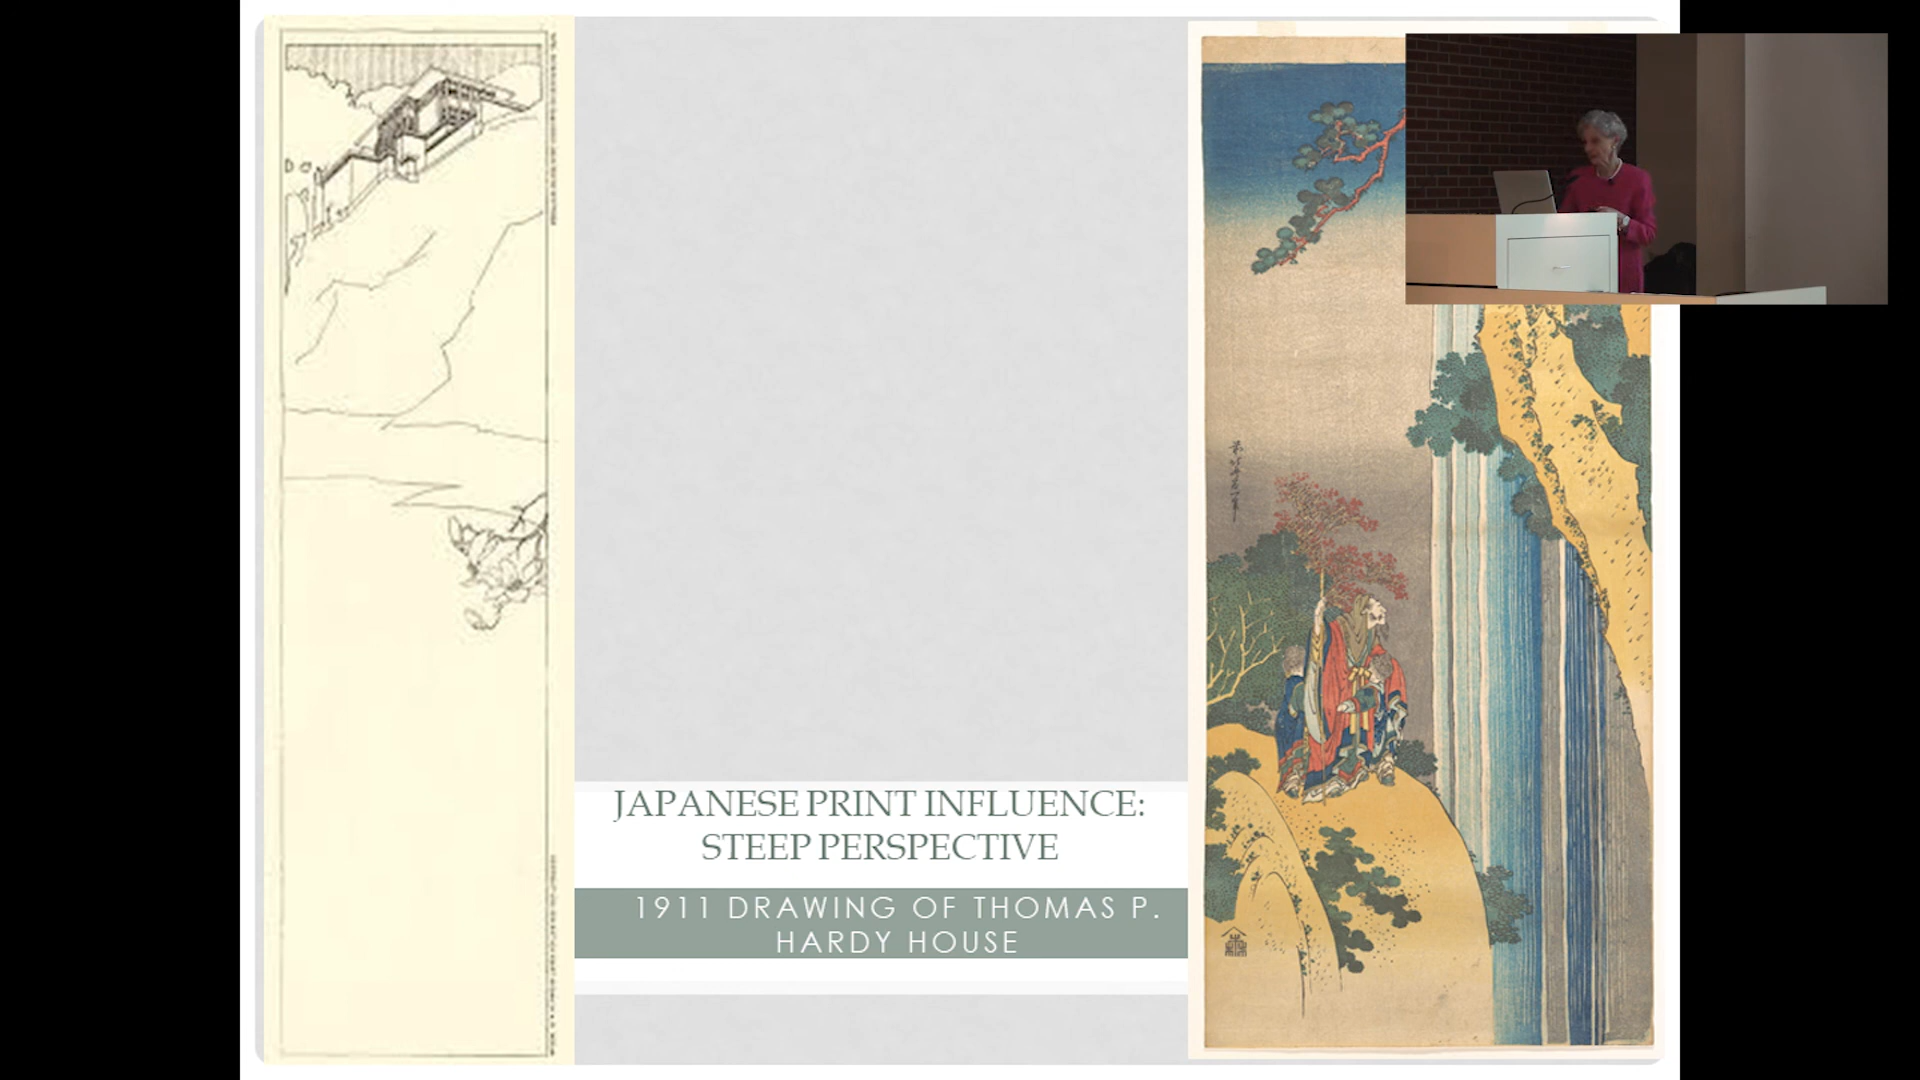 JAPANESE PRINT INFLUENCE:
STEEP PERSPECTIVE
1911 DRAWING OF THOMAS P.
HARDY HOUSE